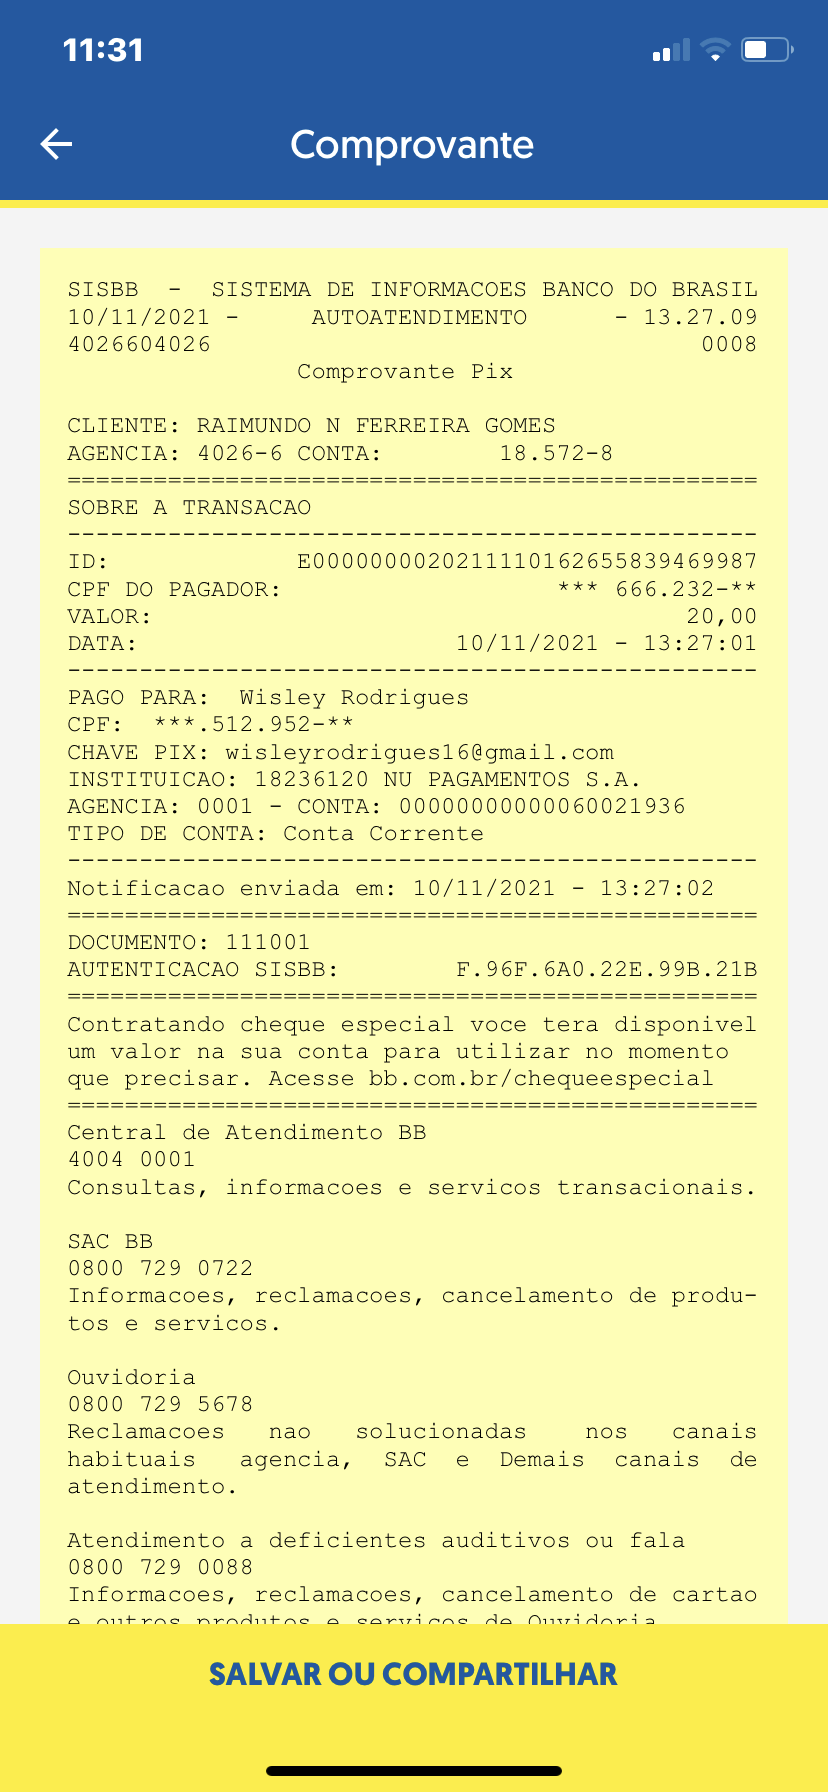 11:31
Comprovante
SISBB - SISTEMA DE INFORMACOES BANCO DO BRASIL
10/11/2021 - AUTOATENDIMENTO - 13.27.09
4026604026 0008
Comprovante Pix
CLIENTE: RAIMUNDO N FERREIRA GOMES
AGENCIA: 4026-6 CONTA: 18.572-8
================================================
SOBRE A TRANSACAO
------------------------------------------------
ID: E0000000020211110162655839469987
CPF DO PAGADOR: *** 666.232-**
VALOR: 20,00
DATA: 10/11/2021 - 13:27:01
------------------------------------------------
PAGO PARA: Wisley Rodrigues
CPF: ***.512.952-**
CHAVE PIX: wisleyrodrigues16@gmail.com
INSTITUICAO: 18236120 NU PAGAMENTOS S.A.
AGENCIA: 0001 - CONTA: 00000000000060021936
TIPO DE CONTA: Conta Corrente
------------------------------------------------
Notificacao enviada em: 10/11/2021 - 13:27:02
================================================
DOCUMENTO: 111001
AUTENTICACAO SISBB: F.96F.6A0.22E.99B.21B
================================================
Contratando cheque especial voce tera disponivel
um valor na sua conta para utilizar no momento
que precisar. Acesse bb.com.br/chequeespecial
================================================
Central de Atendimento BB
4004 0001
Consultas, informacoes e servicos transacionais.
SAC BB
0800 729 0722
Informacoes, reclamacoes, cancelamento de produ-
tos e servicos.
Ouvidoria
0800 729 5678
Reclamacoes nao solucionadas nos canais
habituais agencia, SAC e Demais canais de
atendimento.
Atendimento a deficientes auditivos ou fala
0800 729 0088
Informacoes, reclamacoes, cancelamento de cartao
e outros produtos e servicos de Ouvidoria
SALVAR OU COMPARTILHAR